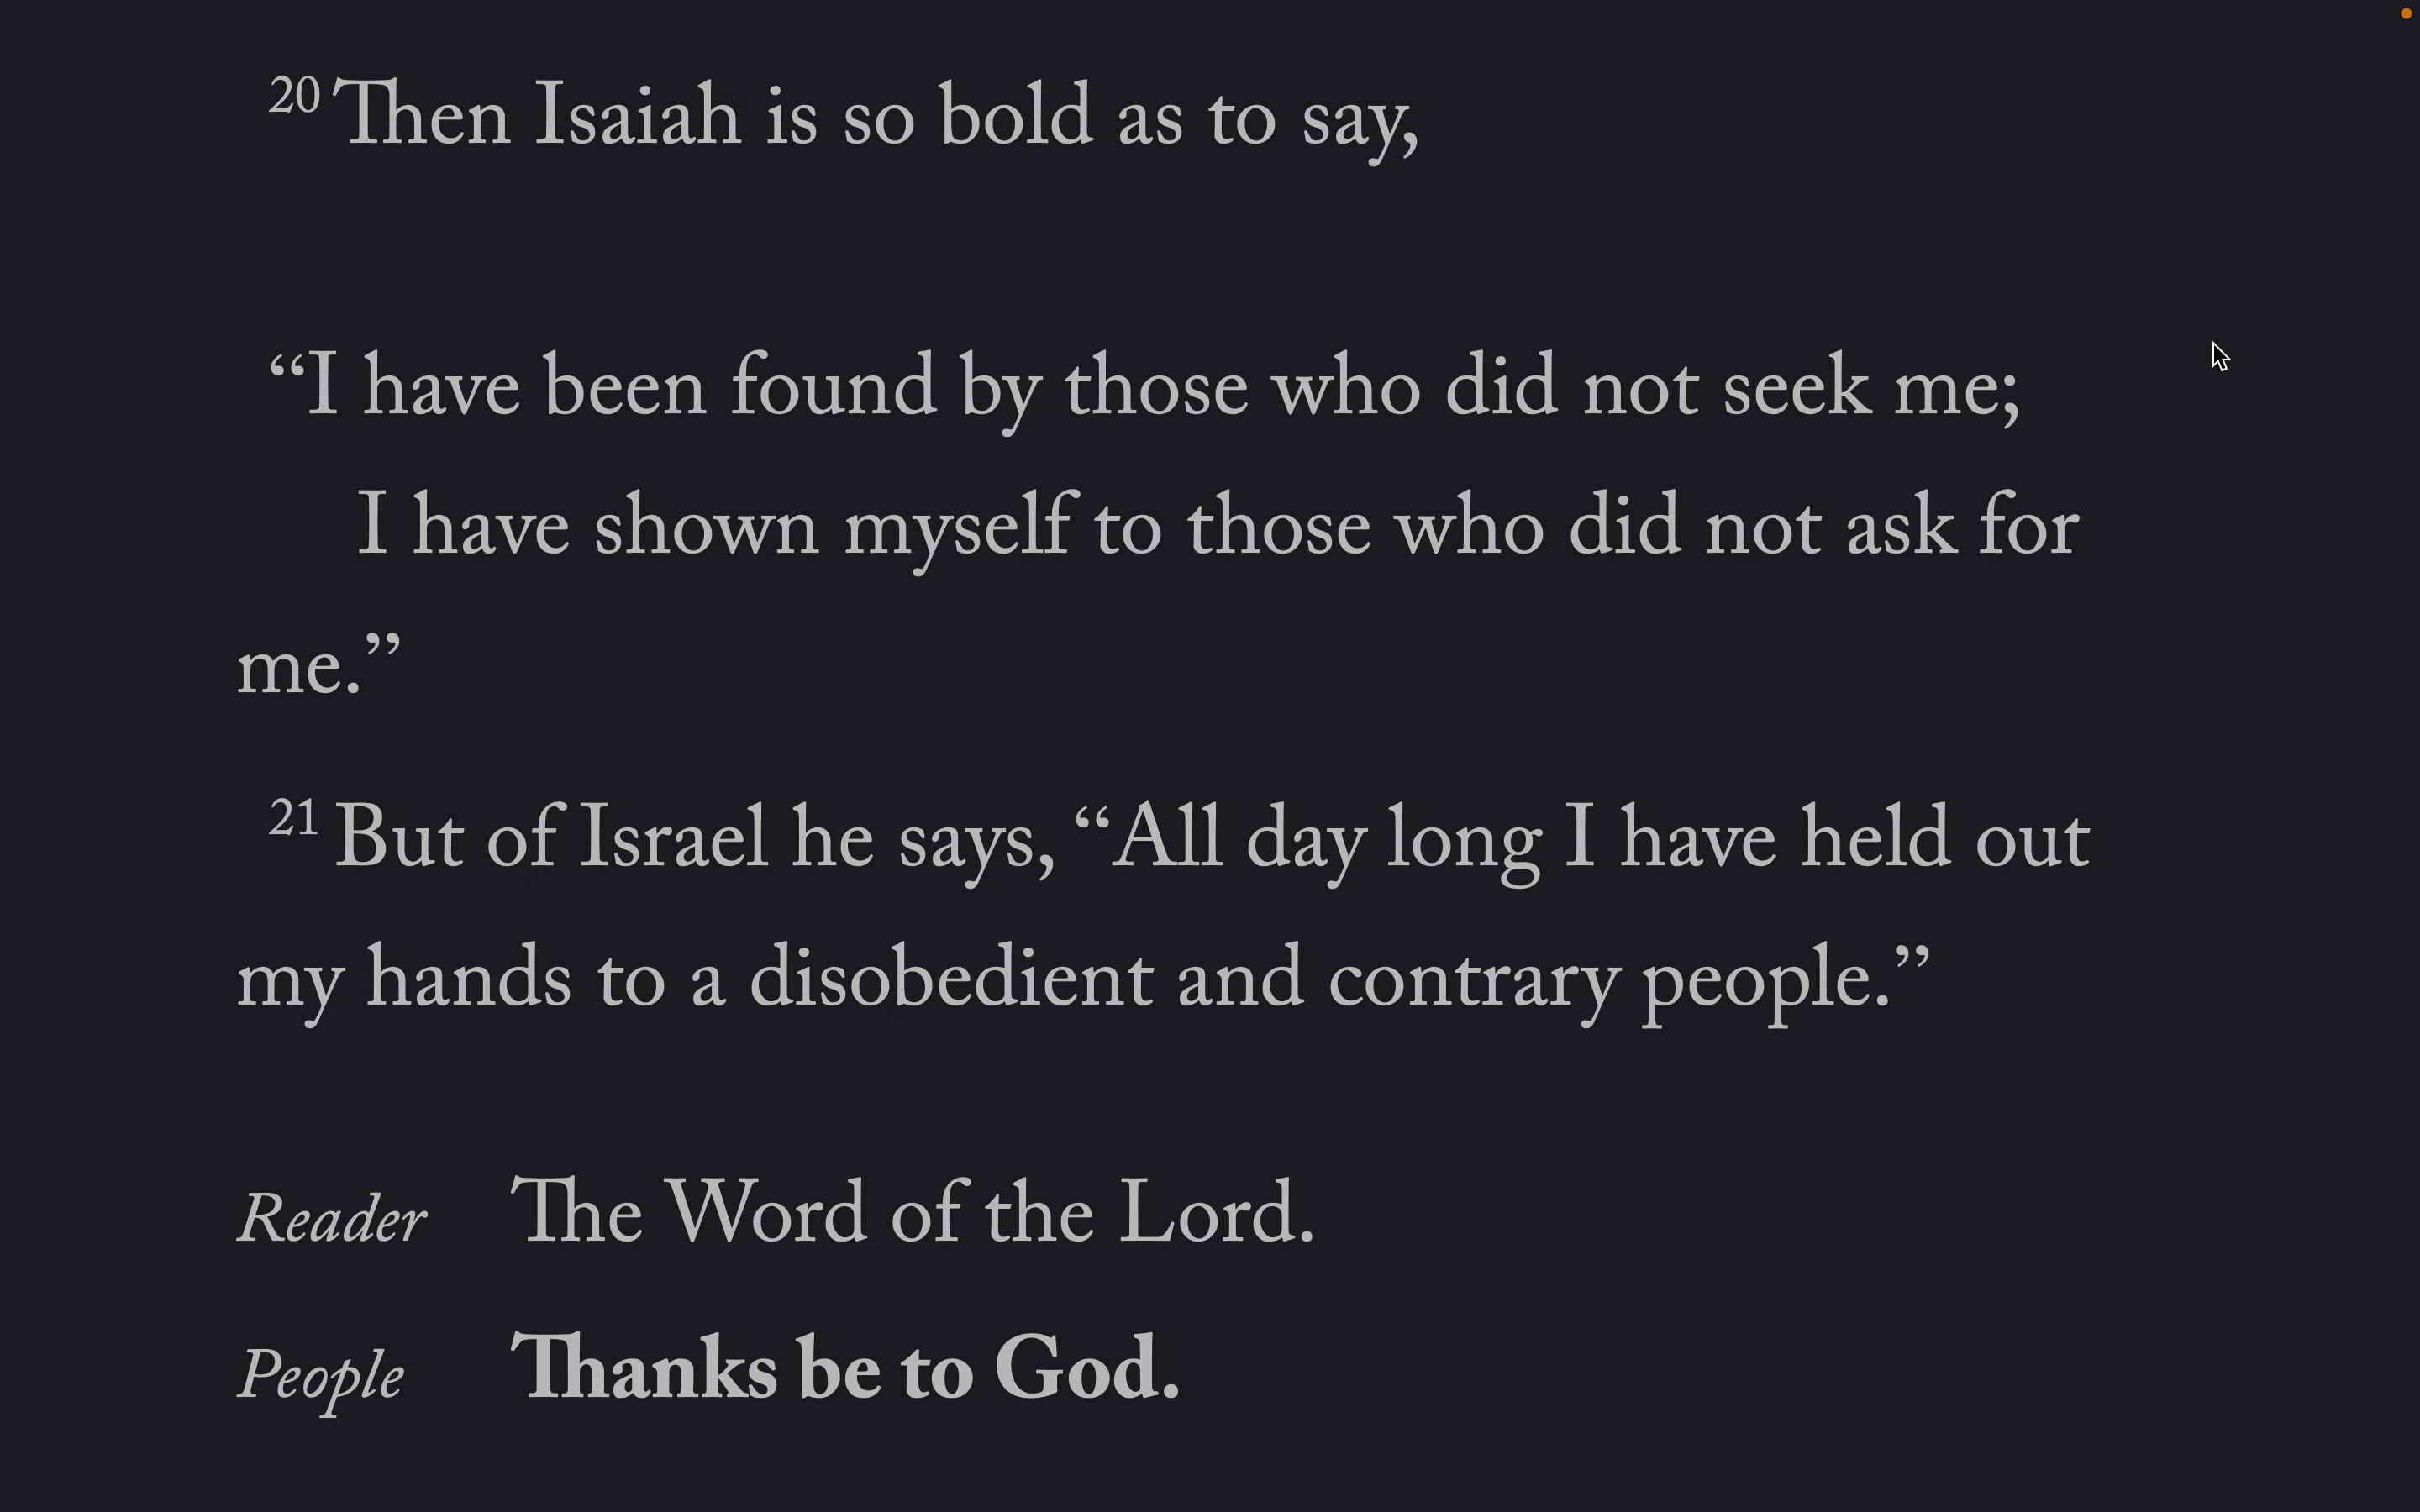 20 Then Isaiah is so bold as to say,
“I have been found by those who did not seek me;
I have shown myself to those who did not ask for
me.”
21 But of Israel he says, “All day long I have held out
my hands to a disobedient and contrary people.”
Reader The Word of the Lord.
People Thanks be to God.